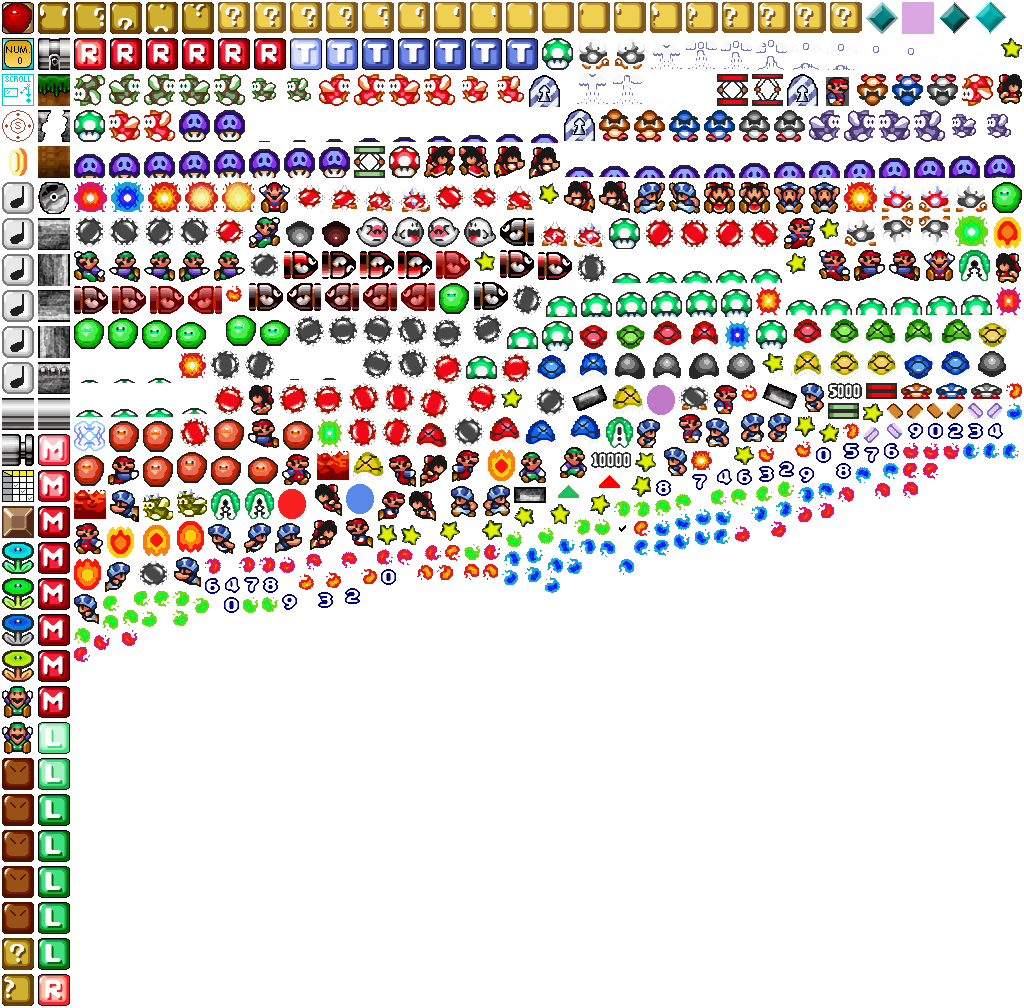 ? ? ? ? ? ? ? ? ? ?
NUM. 0 R R R R R R T T T T T T T
SCROLL
S
5000
9 0 2 3 4
M 10000 0 5 7 6
M 8 7 4 6 3 2 9 8
M
M 6 4 7 8 0
M 0 9 3 2
M
M
M
L
L
L
L
L
L
? L
? R